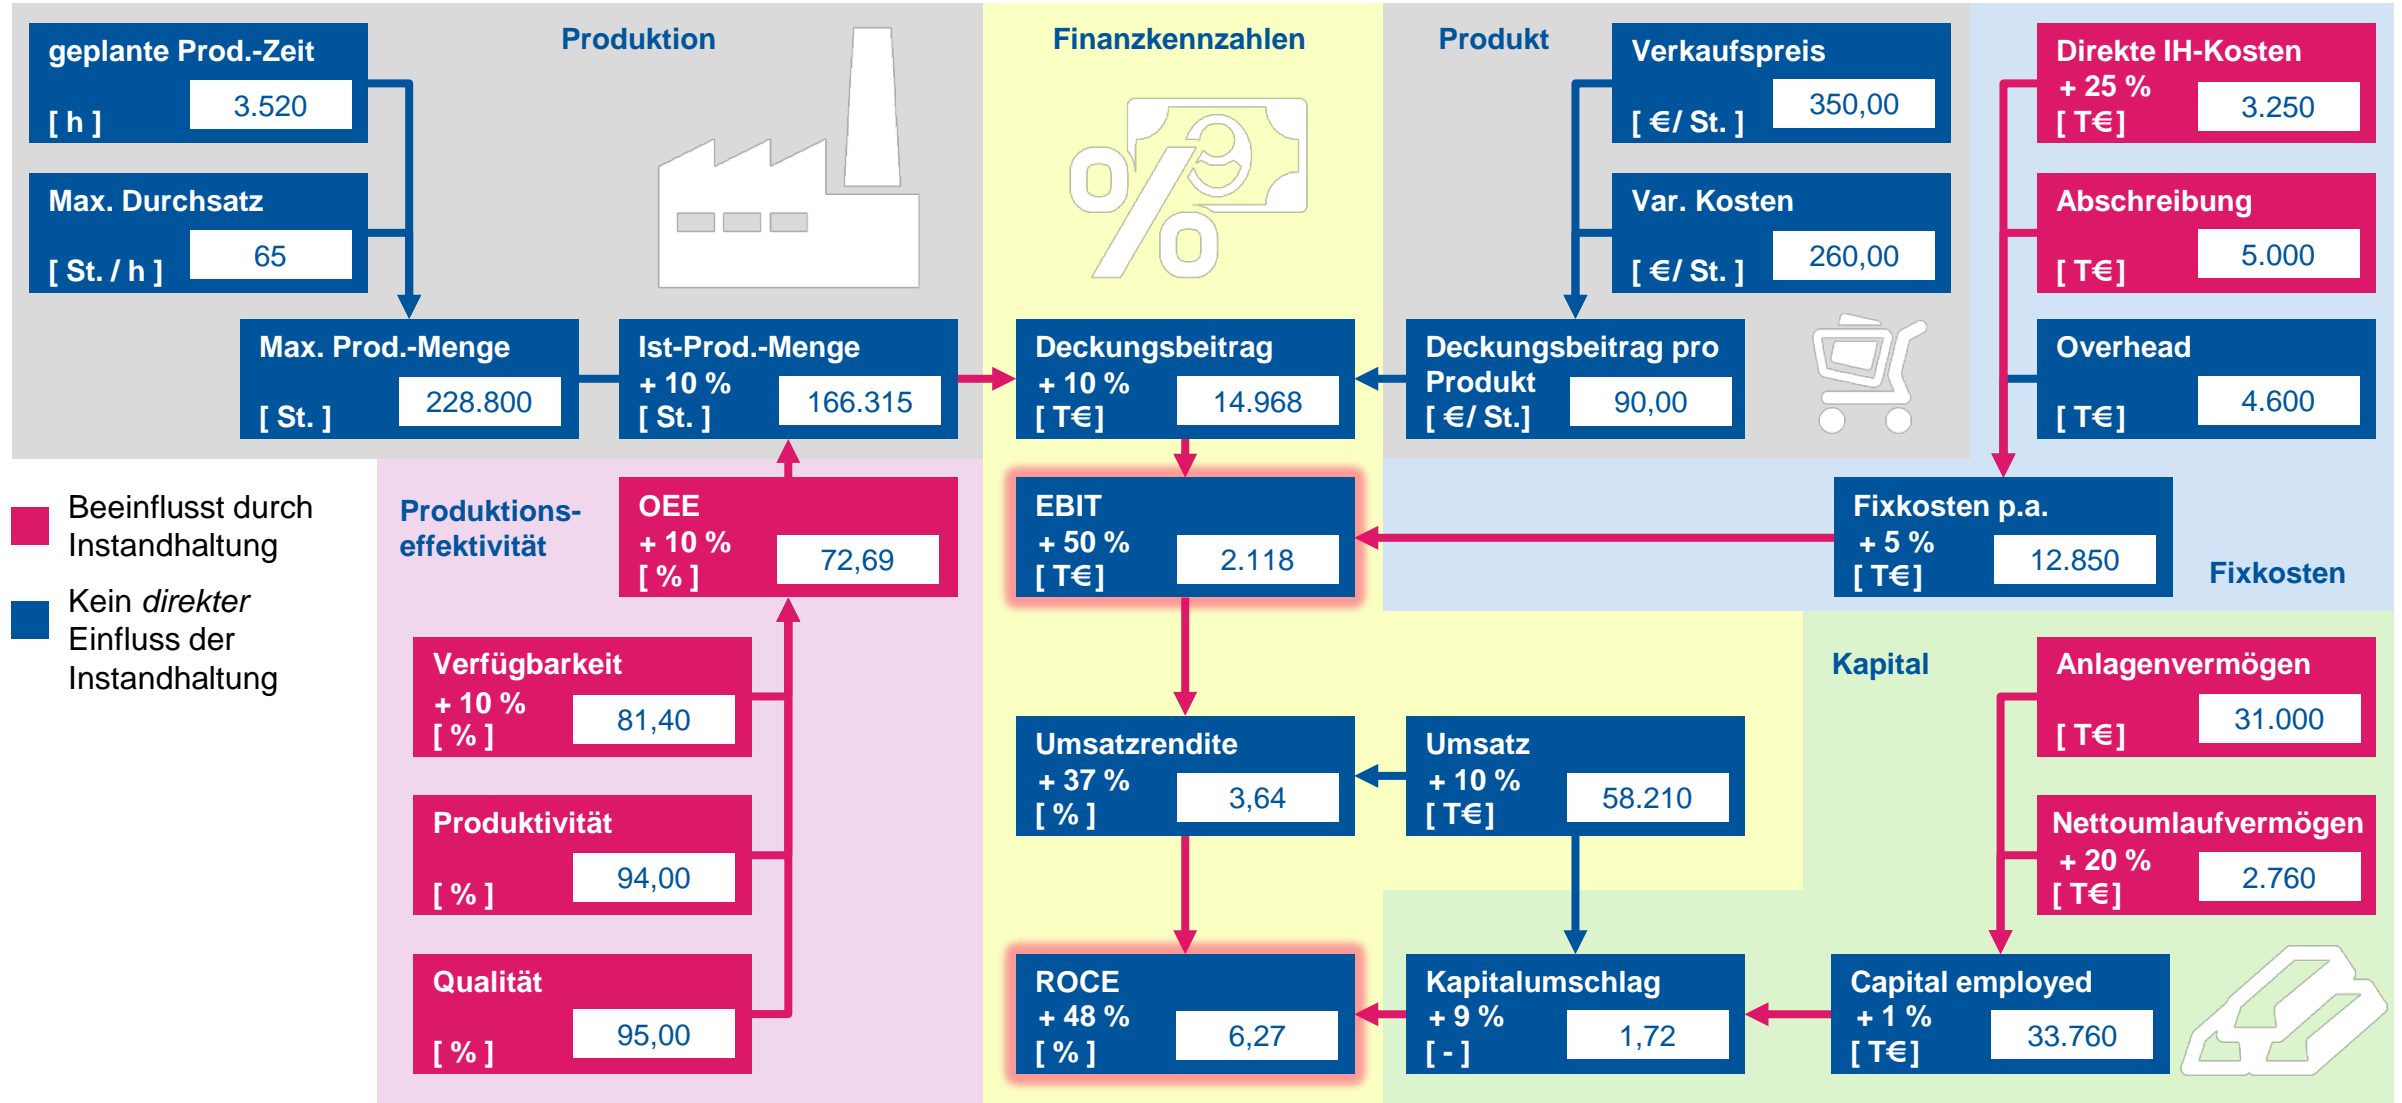 geplante Prod.-Zeit
[ h ]
3.520
Max. Durchsatz
[ St. / h ]
65
Produktion
Max. Prod.-Menge
[ St. ]
228.800
Ist-Prod.-Menge
+ 10 %
[ St. ]
166.315
Finanzkennzahlen
Deckungsbeitrag
+ 10 %
[ T€]
14.968
Produkt
Verkaufspreis
[ €/ St. ]
350,00
Var. Kosten
[ €/ St. ]
260,00
Deckungsbeitrag pro
Produkt
[ €/ St.]
90,00
Direkte IH-Kosten
+ 25 %
[ T€]
3.250
Abschreibung
[ T€]
5.000
Overhead
[ T€]
4.600
Beeinflusst durch
Instandhaltung
Kein direkter
Einfluss der
Instandhaltung
Produktions-
effektivität
OEE
+ 10 %
[ % ]
72,69
EBIT
+ 50 %
[ T€]
2.118
Fixkosten p.a.
+ 5 %
[ T€]
12.850
Fixkosten
Verfügbarkeit
+ 10 %
[ % ]
81,40
Produktivität
[ % ]
94,00
Qualität
[ % ]
95,00
Umsatzrendite
+ 37 %
[ % ]
3,64
Umsatz
+ 10 %
[ T€]
58.210
Kapital
Anlagenvermögen
[ T€]
31.000
Nettoumlaufvermögen
+ 20 %
[ T€]
2.760
ROCE
+ 48 %
[ % ]
6,27
Kapitalumschlag
+ 9 %
[ - ]
1,72
Capital employed
+ 1 %
[ T€]
33.760